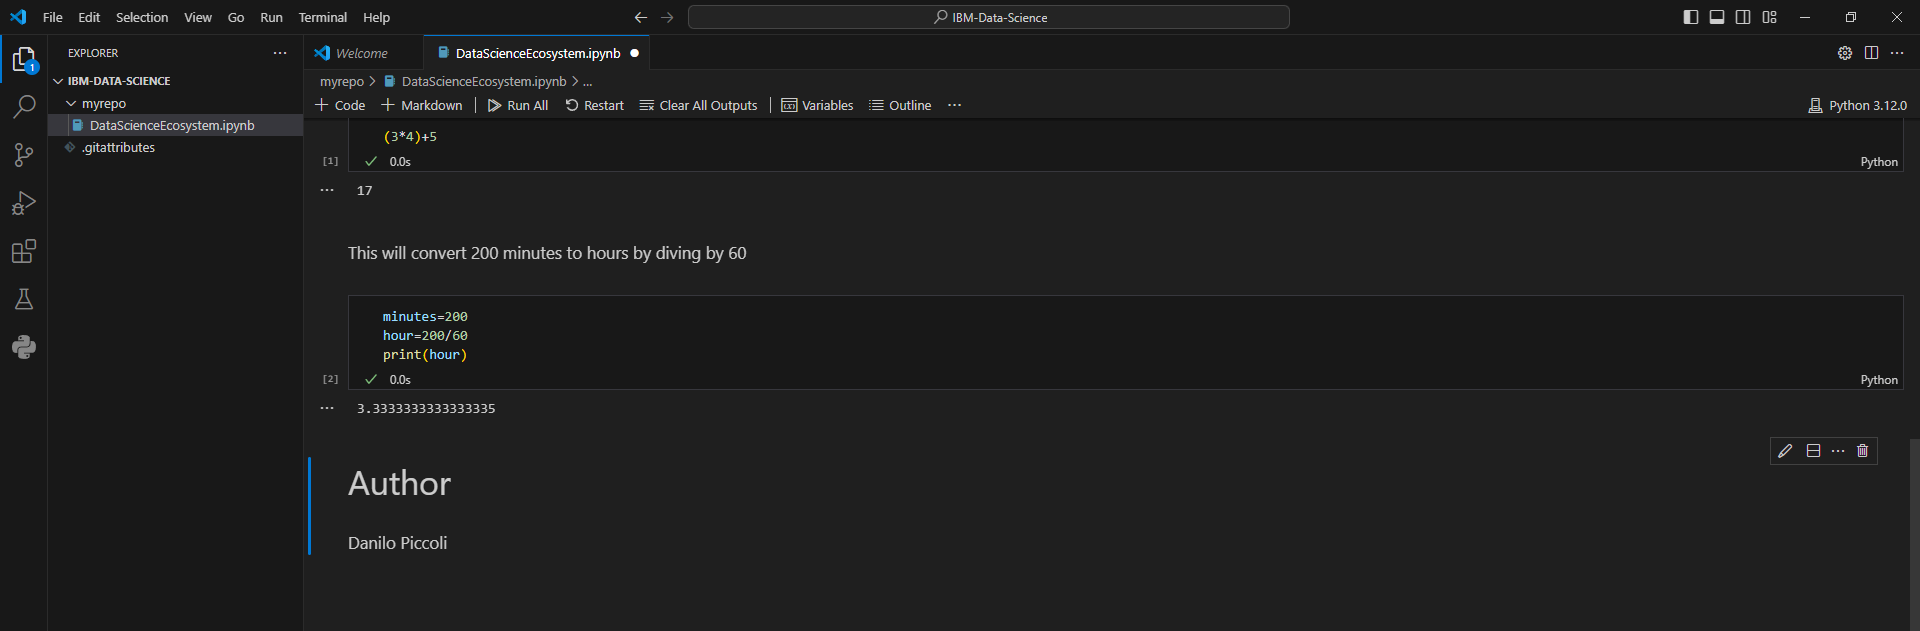 File Edit Selection View Go Run Terminal Help
IBM-Data-Science
EXPLORER
1
IBM-DATA-SCIENCE
myrepo
DataScienceEcosystem.ipynb
.gitattributes
Welcome
DataScienceEcosystem.ipynb
myrepo > DataScienceEcosystem.ipynb > ...
+ Code + Markdown | Run All Restart Clear All Outputs | Variables Outline ...
Python 3.12.0
(3*4)+5
[1] 0.0s Python
17
This will convert 200 minutes to hours by diving by 60
minutes=200
hour=200/60
print(hour)
[2] 0.0s Python
3.3333333333333335
Author
Danilo Piccoli